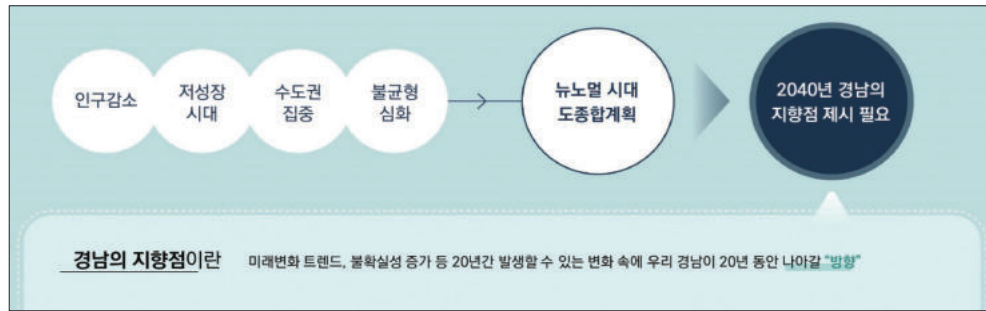 인구감소
저성장
시대
수도권
집중
불균형
심화
뉴노멀 시대
도종합계획
2040년 경남의
지향점 제시 필요
경남의 지향점이란
미래변화 트렌드, 불확실성 증가 등 20년간 발생할 수 있는 변화 속에 우리 경남이 20년 동안 나아갈 "방향"